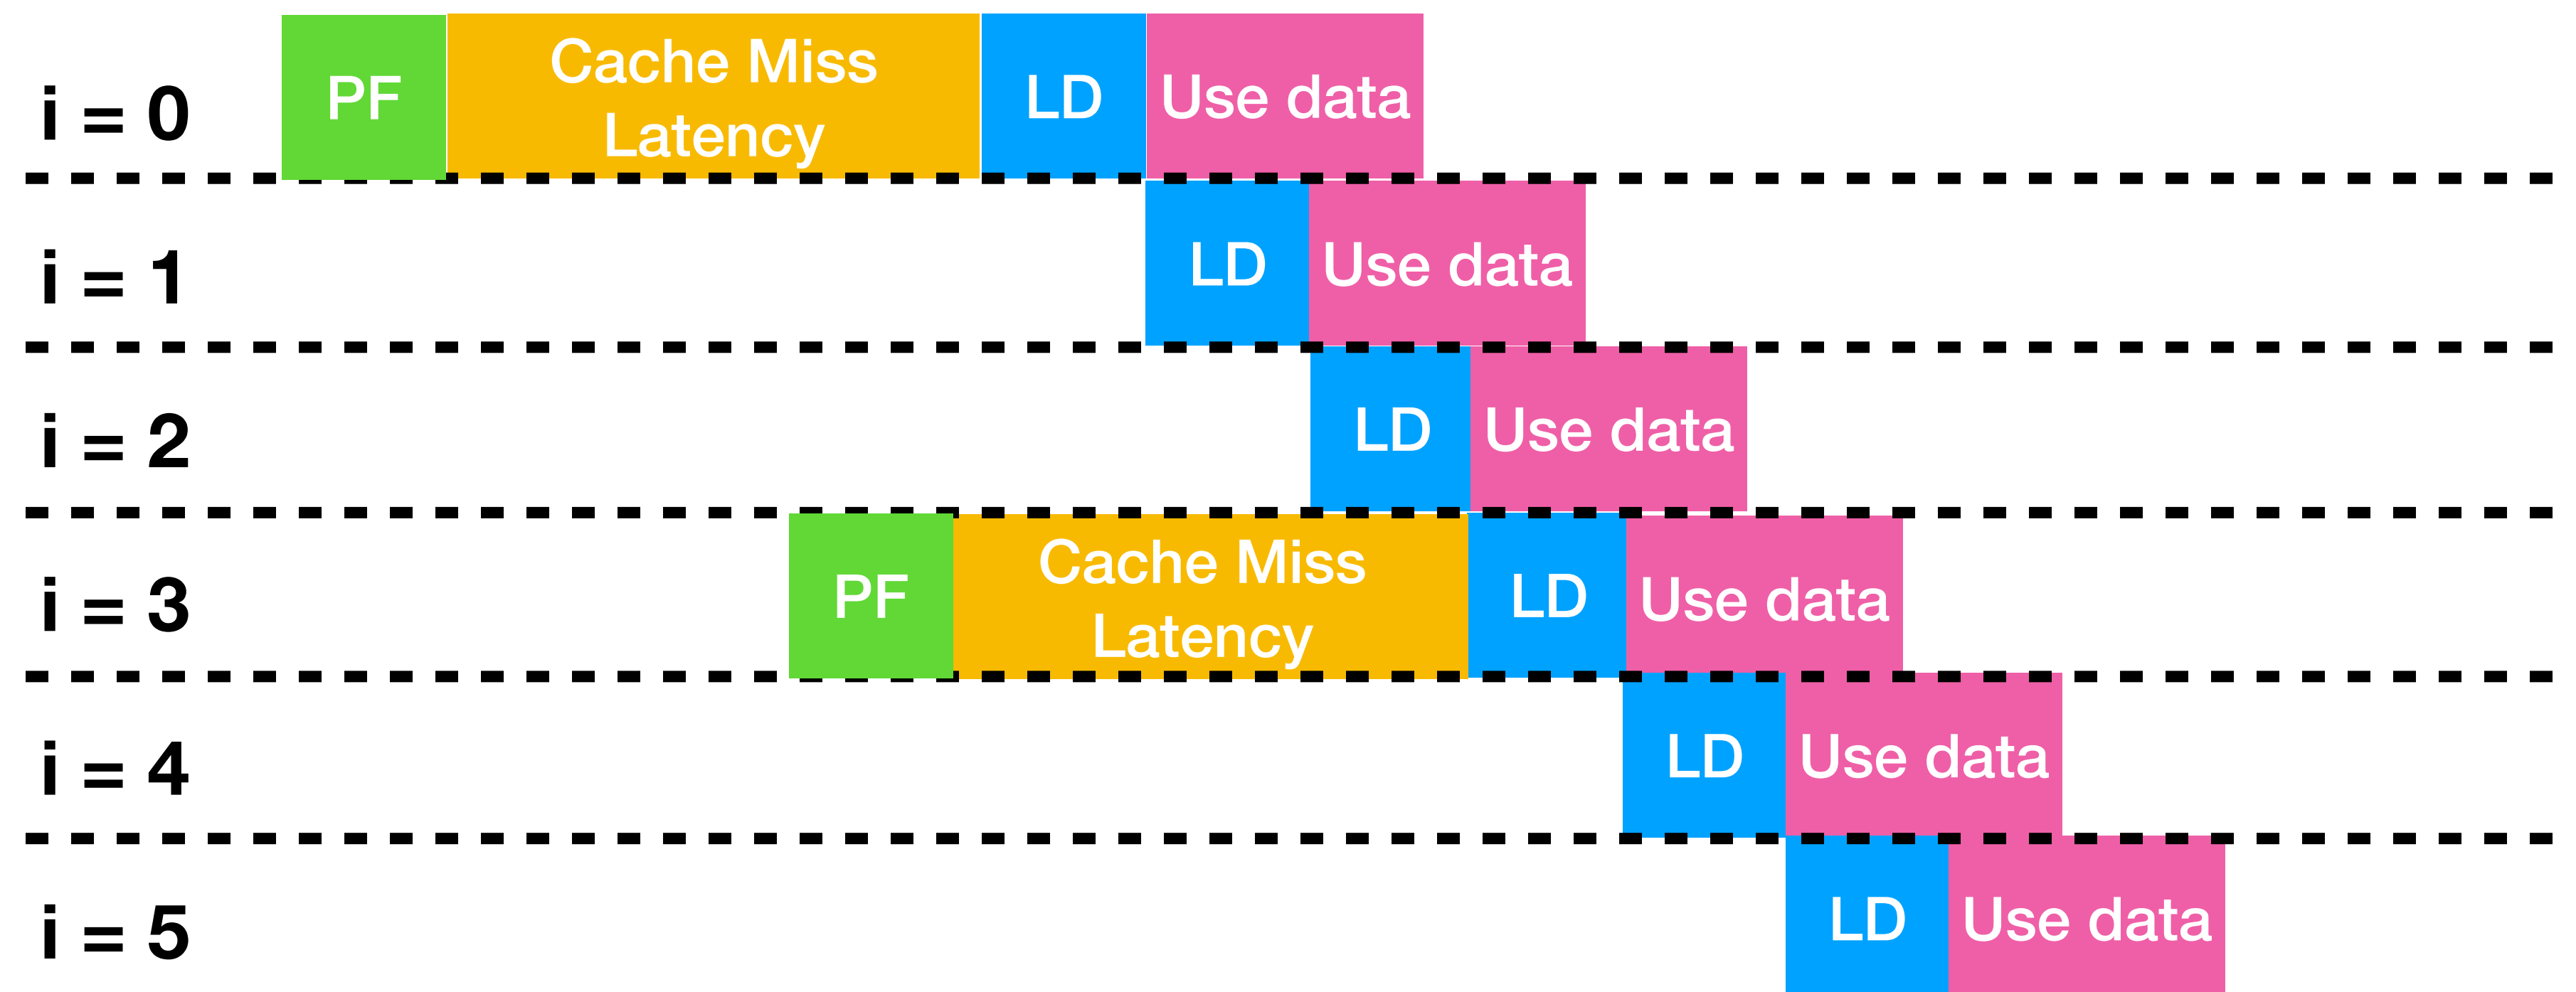 i = 0
PF
Cache Miss
Latency
LD
Use data
i = 1
LD
Use data
i = 2
LD
Use data
i = 3
PF
Cache Miss
Latency
LD
Use data
i = 4
LD
Use data
i = 5
LD
Use data